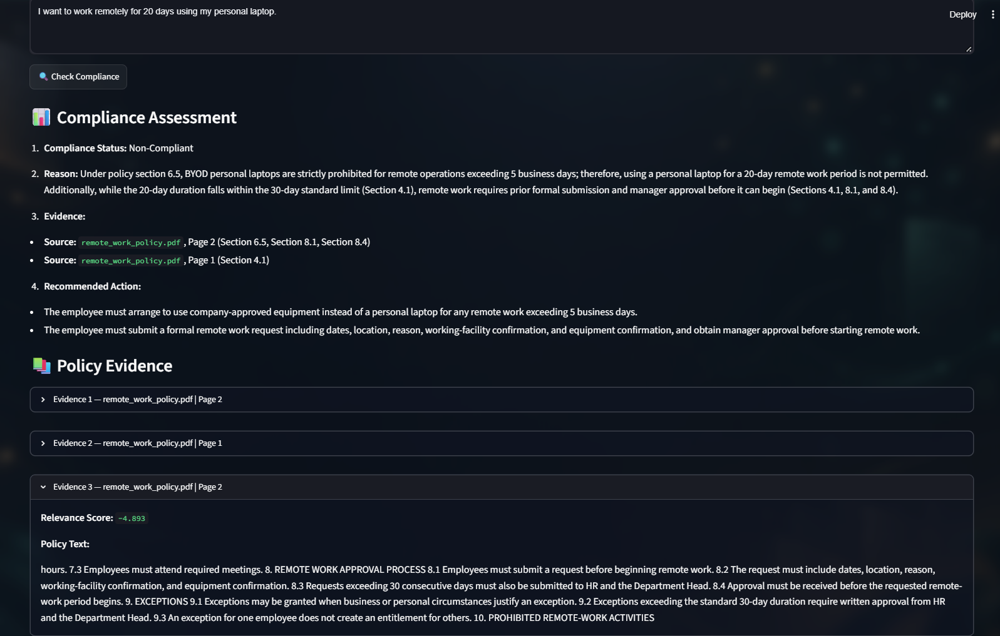 I want to work remotely for 20 days using my personal laptop.
Deploy
Check Compliance
Compliance Assessment
1. Compliance Status: Non-Compliant
2. Reason: Under policy section 6.5, BYOD personal laptops are strictly prohibited for remote operations exceeding 5 business days; therefore, using a personal laptop for a 20-day remote work period is not permitted.
Additionally, while the 20-day duration falls within the 30-day standard limit (Section 4.1), remote work requires prior formal submission and manager approval before it can begin (Sections 4.1, 8.1, and 8.4).
3. Evidence:
• Source: remote_work_policy.pdf, Page 2 (Section 6.5, Section 8.1, Section 8.4)
• Source: remote_work_policy.pdf, Page 1 (Section 4.1)
4. Recommended Action:
• The employee must arrange to use company-approved equipment instead of a personal laptop for any remote work exceeding 5 business days.
• The employee must submit a formal remote work request including dates, location, reason, working-facility confirmation, and equipment confirmation, and obtain manager approval before starting remote work.
Policy Evidence
Evidence 1 — remote_work_policy.pdf | Page 2
Evidence 2 — remote_work_policy.pdf | Page 1
Evidence 3 — remote_work_policy.pdf | Page 2
Relevance Score: -4.893
Policy Text:
hours. 7.3 Employees must attend required meetings. 8. REMOTE WORK APPROVAL PROCESS 8.1 Employees must submit a request before beginning remote work. 8.2 The request must include dates, location, reason,
working-facility confirmation, and equipment confirmation. 8.3 Requests exceeding 30 consecutive days must also be submitted to HR and the Department Head. 8.4 Approval must be received before the requested remote-
work period begins. 9. EXCEPTIONS 9.1 Exceptions may be granted when business or personal circumstances justify an exception. 9.2 Exceptions exceeding the standard 30-day duration require written approval from HR
and the Department Head. 9.3 An exception for one employee does not create an entitlement for others. 10. PROHIBITED REMOTE-WORK ACTIVITIES